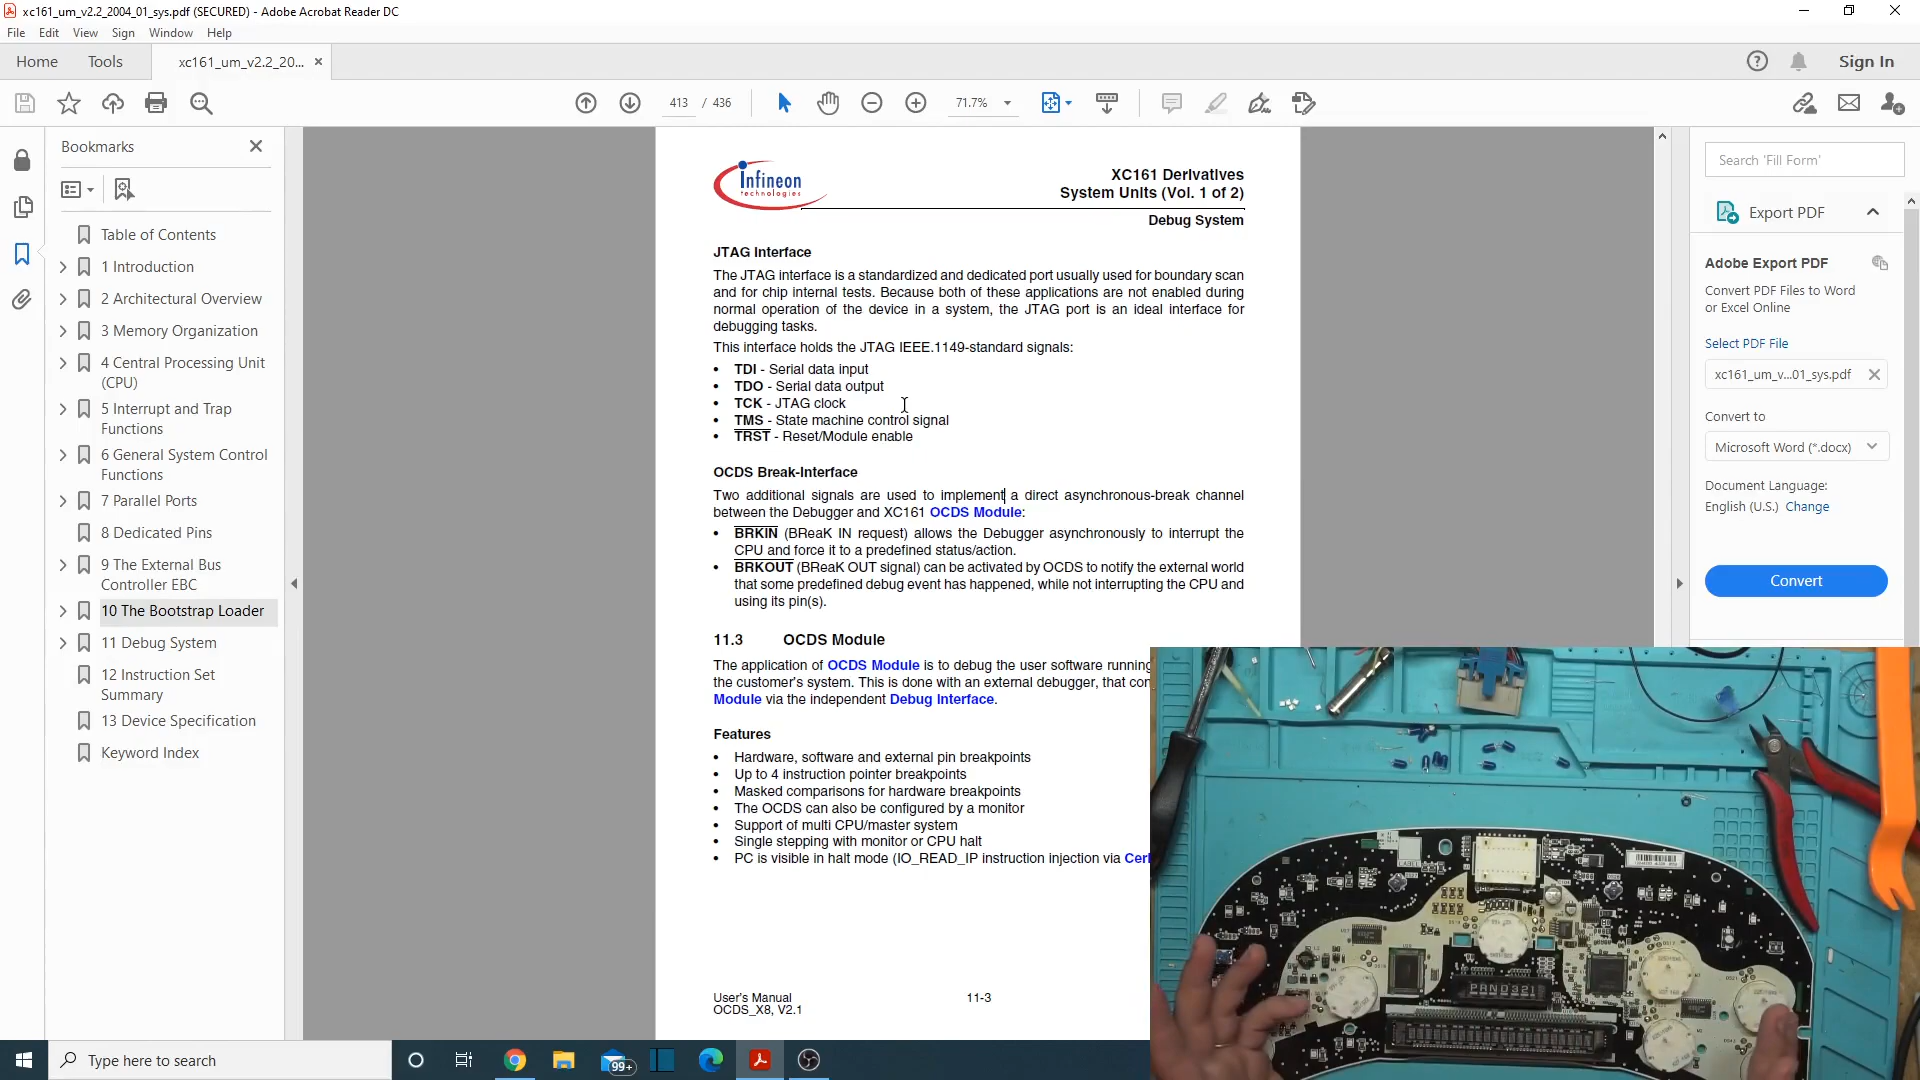 xc161_um_v2.2_2004_01_sys.pdf (SECURED) - Adobe Acrobat Reader DC
File Edit View Sign Window Help
Home Tools xc161_um_v2.2_20... Sign In
413 / 436 71.7%
Bookmarks
Table of Contents
1 Introduction
2 Architectural Overview
3 Memory Organization
4 Central Processing Unit
(CPU)
5 Interrupt and Trap
Functions
6 General System Control
Functions
7 Parallel Ports
8 Dedicated Pins
9 The External Bus
Controller EBC
10 The Bootstrap Loader
11 Debug System
12 Instruction Set
Summary
13 Device Specification
Keyword Index
Infineon
technologies
XC161 Derivatives
System Units (Vol. 1 of 2)
Debug System
JTAG Interface
The JTAG interface is a standardized and dedicated port usually used for boundary scan
and for chip internal tests. Because both of these applications are not enabled during
normal operation of the device in a system, the JTAG port is an ideal interface for
debugging tasks.
This interface holds the JTAG IEEE.1149-standard signals:
• TDI - Serial data input
• TDO - Serial data output
• TCK - JTAG clock
• TMS - State machine control signal
• TRST - Reset/Module enable
OCDS Break-Interface
Two additional signals are used to implement a direct asynchronous-break channel
between the Debugger and XC161 OCDS Module:
• BRKIN (BReaK IN request) allows the Debugger asynchronously to interrupt the
CPU and force it to a predefined status/action.
• BRKOUT (BReaK OUT signal) can be activated by OCDS to notify the external world
that some predefined debug event has happened, while not interrupting the CPU and
using its pin(s).
11.3 OCDS Module
The application of OCDS Module is to debug the user software running
the customer's system. This is done with an external debugger, that con
Module via the independent Debug Interface.
Features
• Hardware, software and external pin breakpoints
• Up to 4 instruction pointer breakpoints
• Masked comparisons for hardware breakpoints
• The OCDS can also be configured by a monitor
• Support of multi CPU/master system
• Single stepping with monitor or CPU halt
• PC is visible in halt mode (IO_READ_IP instruction injection via Cer
User's Manual 11-3
OCDS_X8, V2.1
Search 'Fill Form'
Export PDF
Adobe Export PDF
Convert PDF Files to Word
or Excel Online
Select PDF File
xc161_um_v...01_sys.pdf
Convert to
Microsoft Word (*.docx)
Document Language:
English (U.S.) Change
Convert
LABEL
PRND321
Type here to search
99+